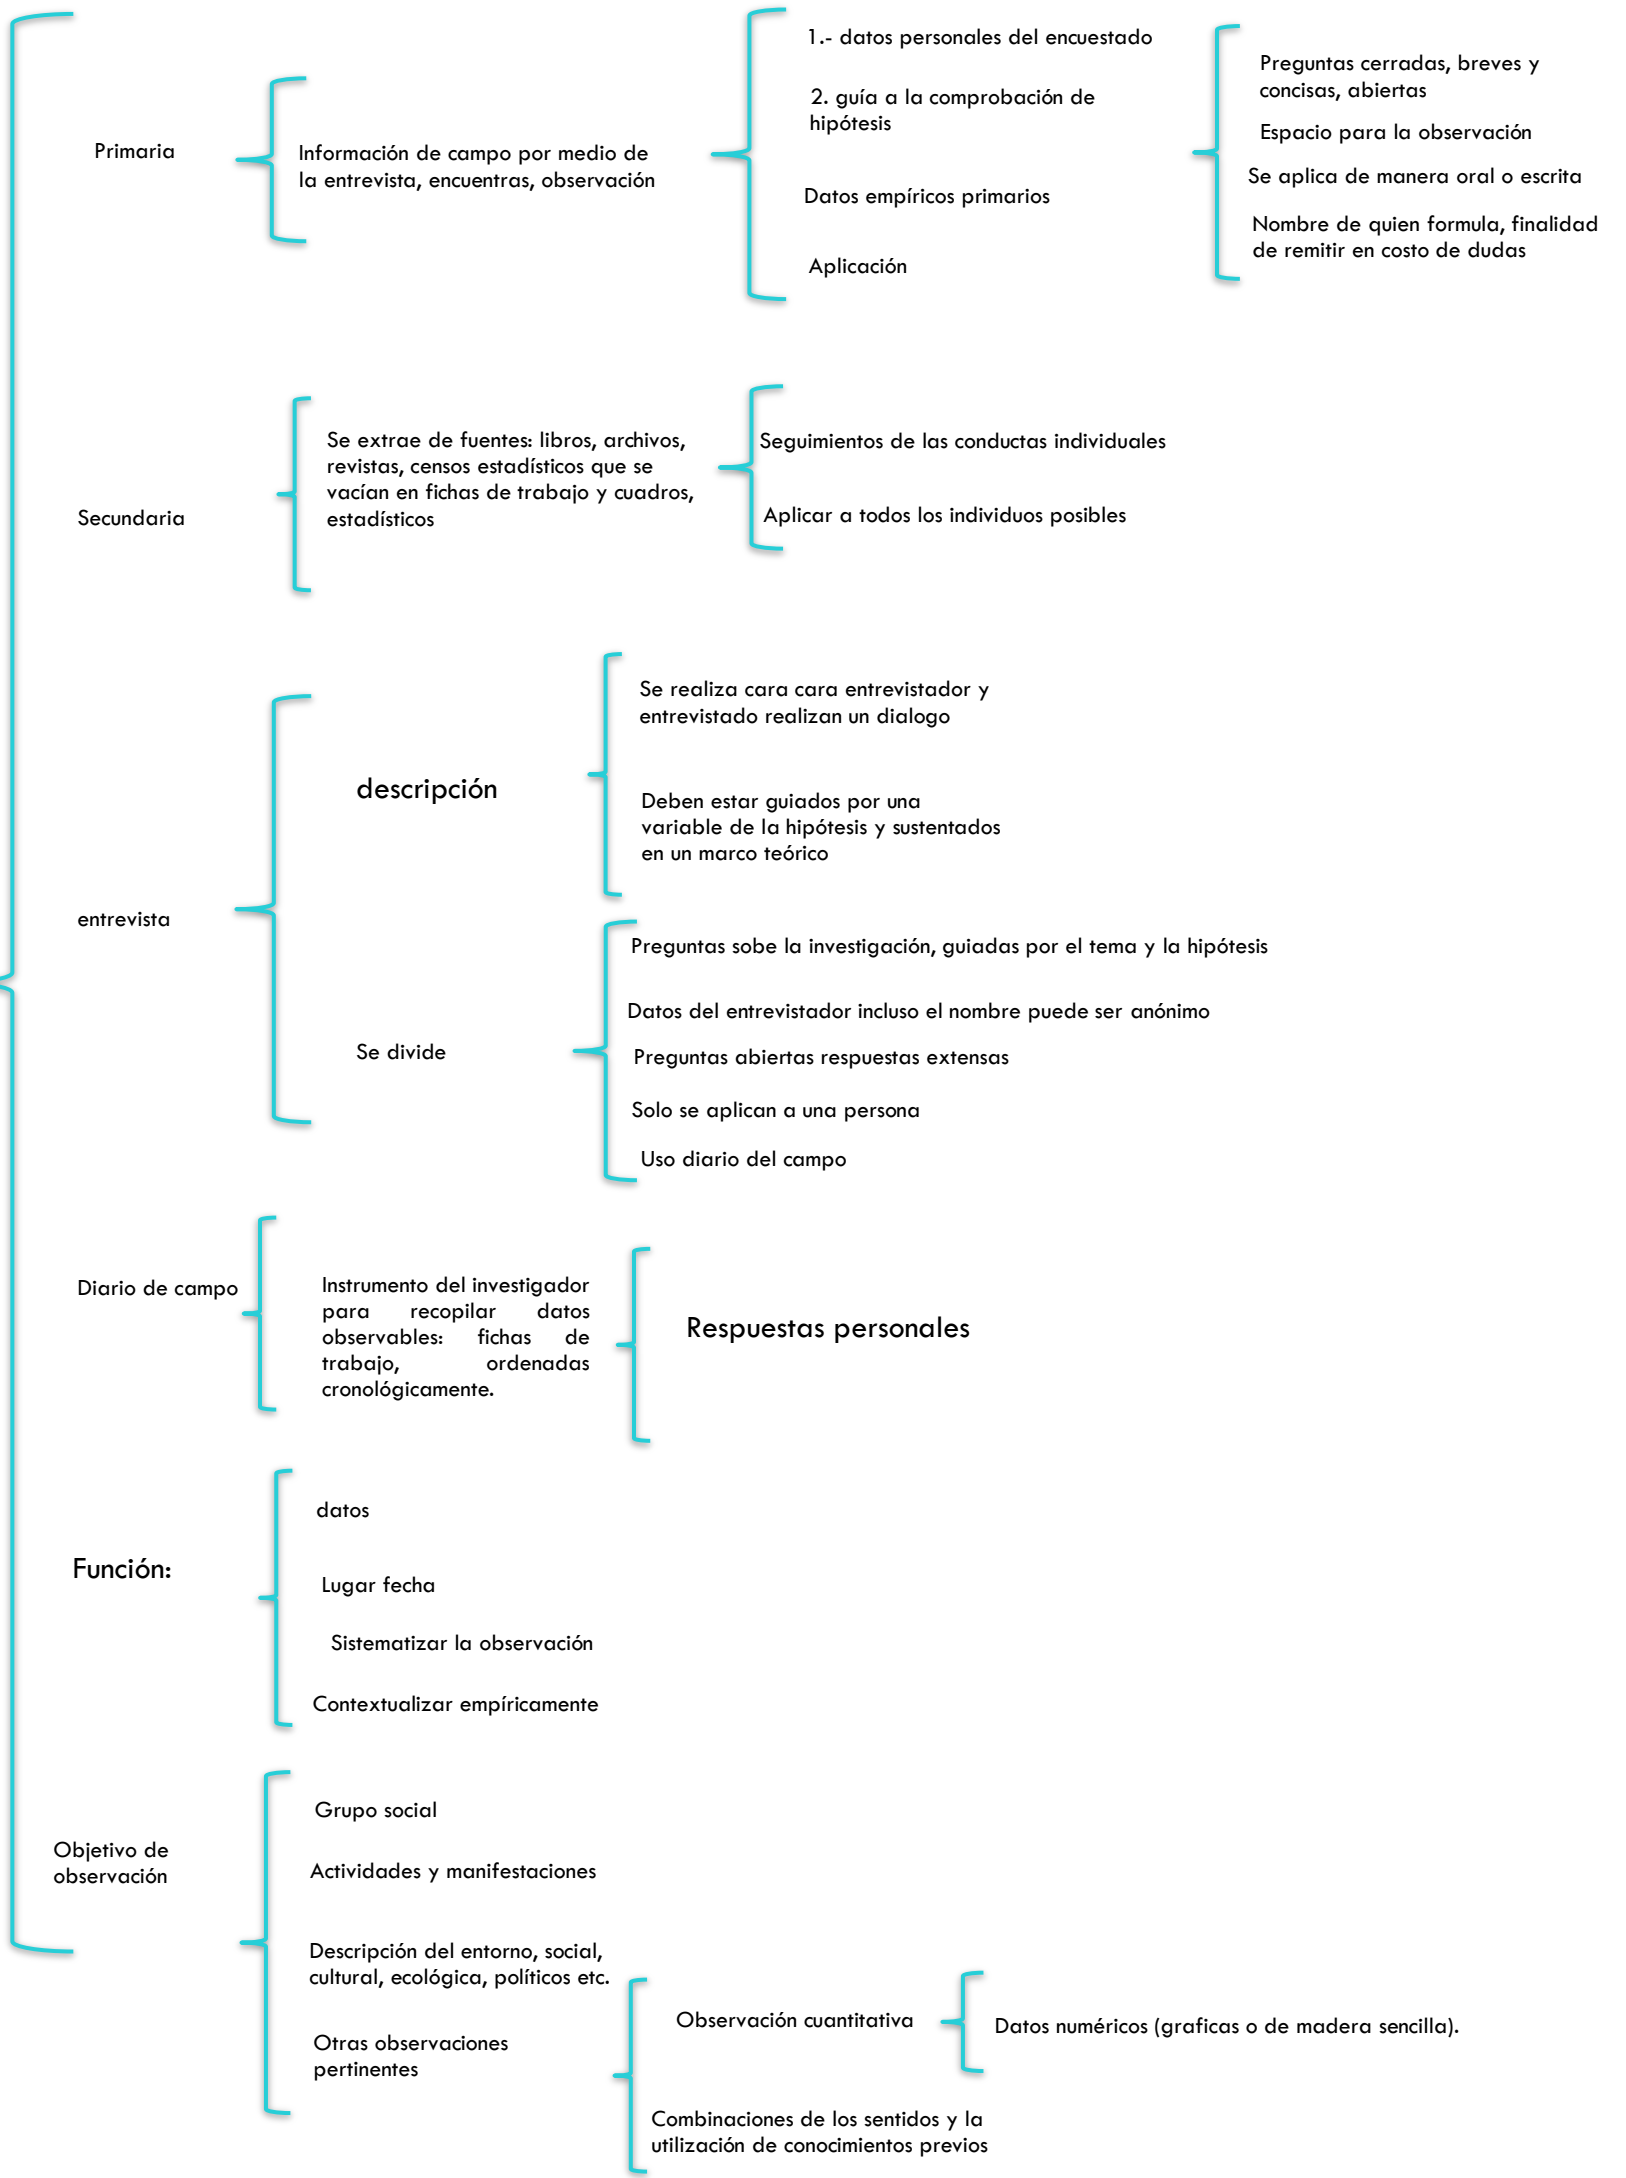 Primaria
Información de campo por medio de
la entrevista, encuentras, observación
1.- datos personales del encuestado
2. guía a la comprobación de
hipótesis
Datos empíricos primarios
Aplicación
Preguntas cerradas, breves y
concisas, abiertas
Espacio para la observación
Se aplica de manera oral o escrita
Nombre de quien formula, finalidad
de remitir en costo de dudas
Secundaria
Se extrae de fuentes: libros, archivos,
revistas, censos estadísticos que se
vacían en fichas de trabajo y cuadros,
estadísticos
Seguimientos de las conductas individuales
Aplicar a todos los individuos posibles
entrevista
descripción
Se realiza cara cara entrevistador y
entrevistado realizan un dialogo
Deben estar guiados por una
variable de la hipótesis y sustentados
en un marco teórico
Se divide
Preguntas sobe la investigación, guiadas por el tema y la hipótesis
Datos del entrevistador incluso el nombre puede ser anónimo
Preguntas abiertas respuestas extensas
Solo se aplican a una persona
Uso diario del campo
Diario de campo
Instrumento del investigador
para recopilar datos
observables: fichas de
trabajo, ordenadas
cronológicamente.
Respuestas personales
Función:
datos
Lugar fecha
Sistematizar la observación
Contextualizar empíricamente
Objetivo de
observación
Grupo social
Actividades y manifestaciones
Descripción del entorno, social,
cultural, ecológica, políticos etc.
Otras observaciones
pertinentes
Observación cuantitativa
Datos numéricos (graficas o de madera sencilla).
Combinaciones de los sentidos y la
utilización de conocimientos previos